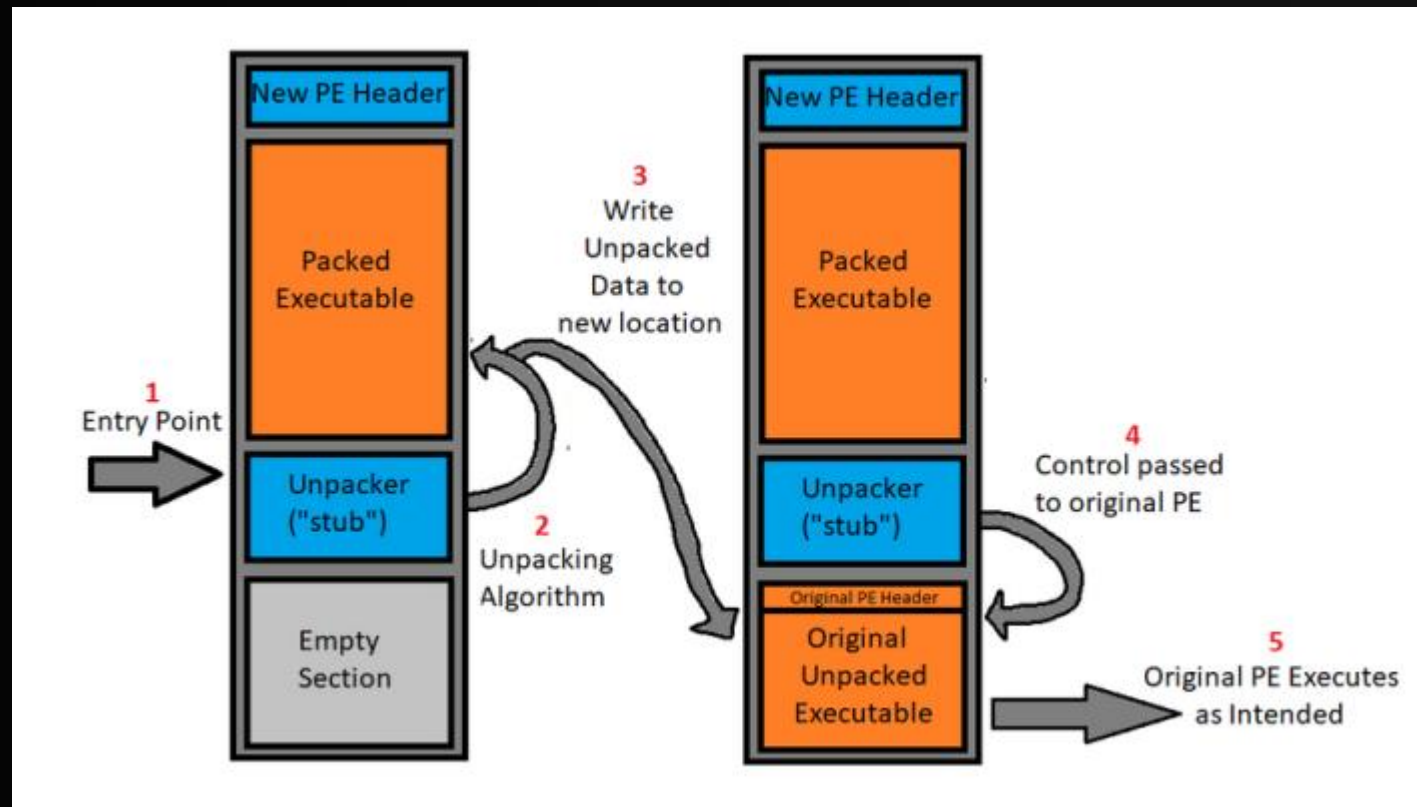 New PE Header
Packed
Executable
1
Entry Point
Unpacker
("stub")
2
Unpacking
Algorithm
Empty
Section
3
Write
Unpacked
Data to
new location
New PE Header
Packed
Executable
Unpacker
("stub")
4
Control passed
to original PE
Original PE Header
Original
Unpacked
Executable
5
Original PE Executes
as Intended